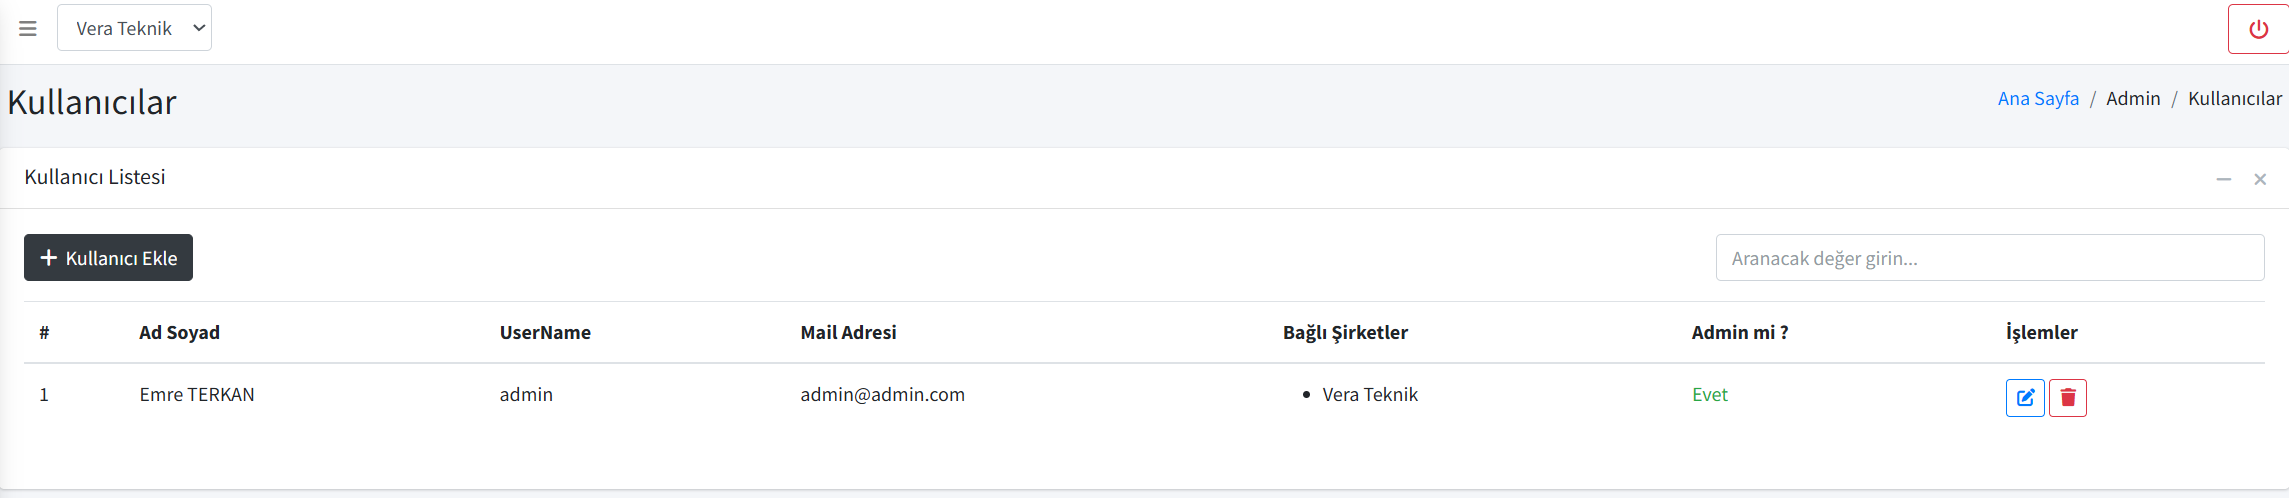 Vera Teknik
Kullanıcılar
Ana Sayfa / Admin / Kullanıcılar
Kullanıcı Listesi
Kullanıcı Ekle
Aranacak değer girin...
# Ad Soyad UserName Mail Adresi Bağlı Şirketler Admin mi ? İşlemler
1 Emre TERKAN admin admin@admin.com • Vera Teknik Evet